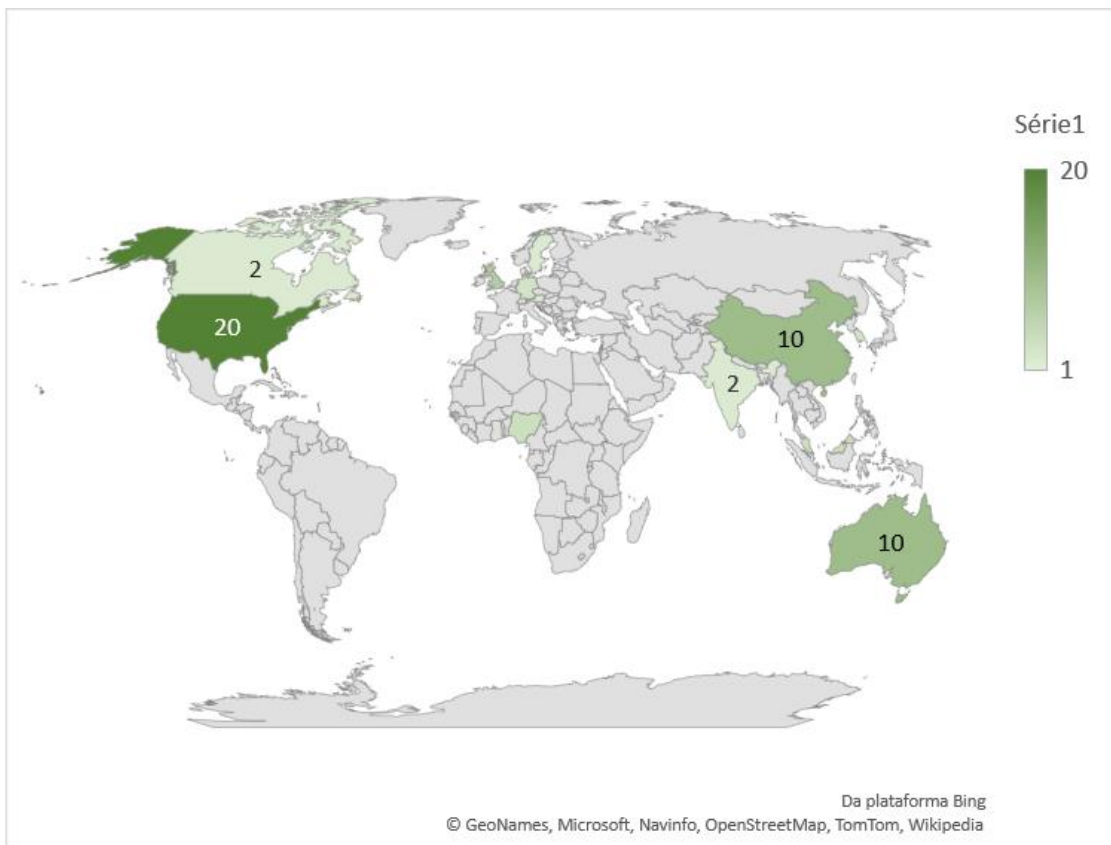 Série1
20
1
2
20
10
2
10
Da plataforma Bing
© GeoNames, Microsoft, Navinfo, OpenStreetMap, TomTom, Wikipedia